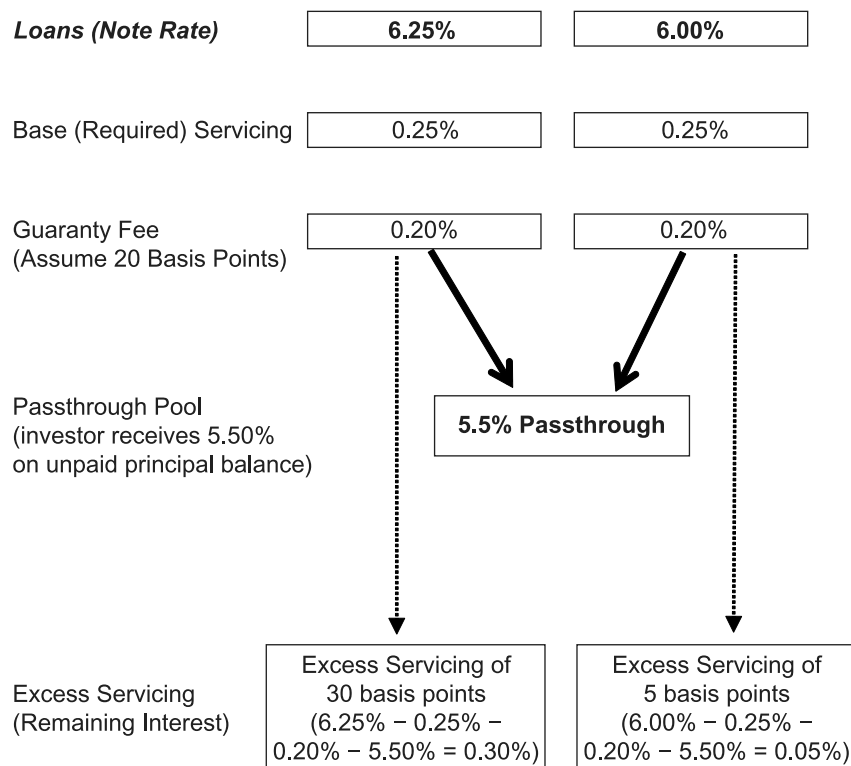 Loans (Note Rate)
6.25%
6.00%
Base (Required) Servicing
0.25%
0.25%
Guaranty Fee
(Assume 20 Basis Points)
0.20%
0.20%
Passthrough Pool
(investor receives 5.50%
on unpaid principal balance)
5.5% Passthrough
Excess Servicing
(Remaining Interest)
Excess Servicing of
30 basis points
(6.25% − 0.25% −
0.20% − 5.50% = 0.30%)
Excess Servicing of
5 basis points
(6.00% − 0.25% −
0.20% − 5.50% = 0.05%)